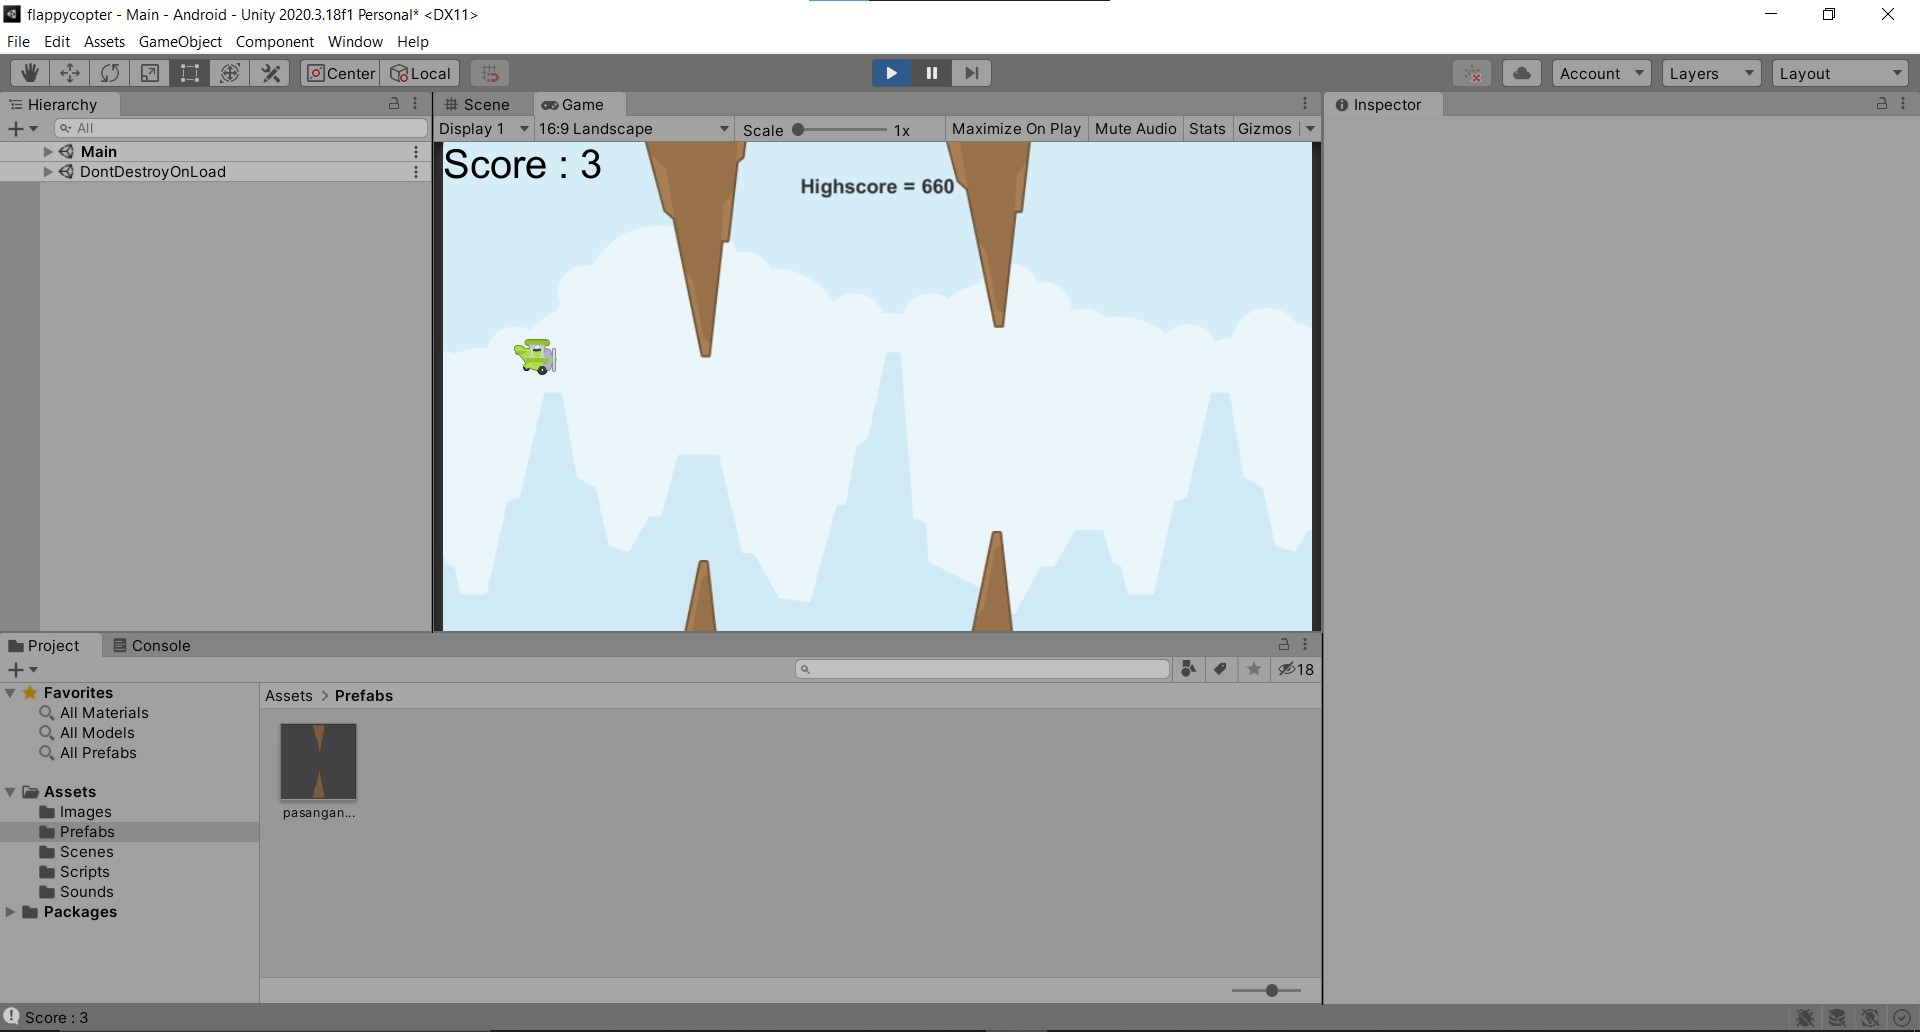 flappycopter - Main - Android - Unity 2020.3.18f1 Personal* <DX11>
File Edit Assets GameObject Component Window Help
Center Local Account Layers Layout
Hierarchy
All
Main
DontDestroyOnLoad
Scene Game
Display 1 16:9 Landscape Scale 1x Maximize On Play Mute Audio Stats Gizmos
Score : 3
Highscore = 660
Inspector
Project Console
18
Favorites
All Materials
All Models
All Prefabs
Assets
Images
Prefabs
Scenes
Scripts
Sounds
Packages
Assets > Prefabs
pasangan...
Score : 3